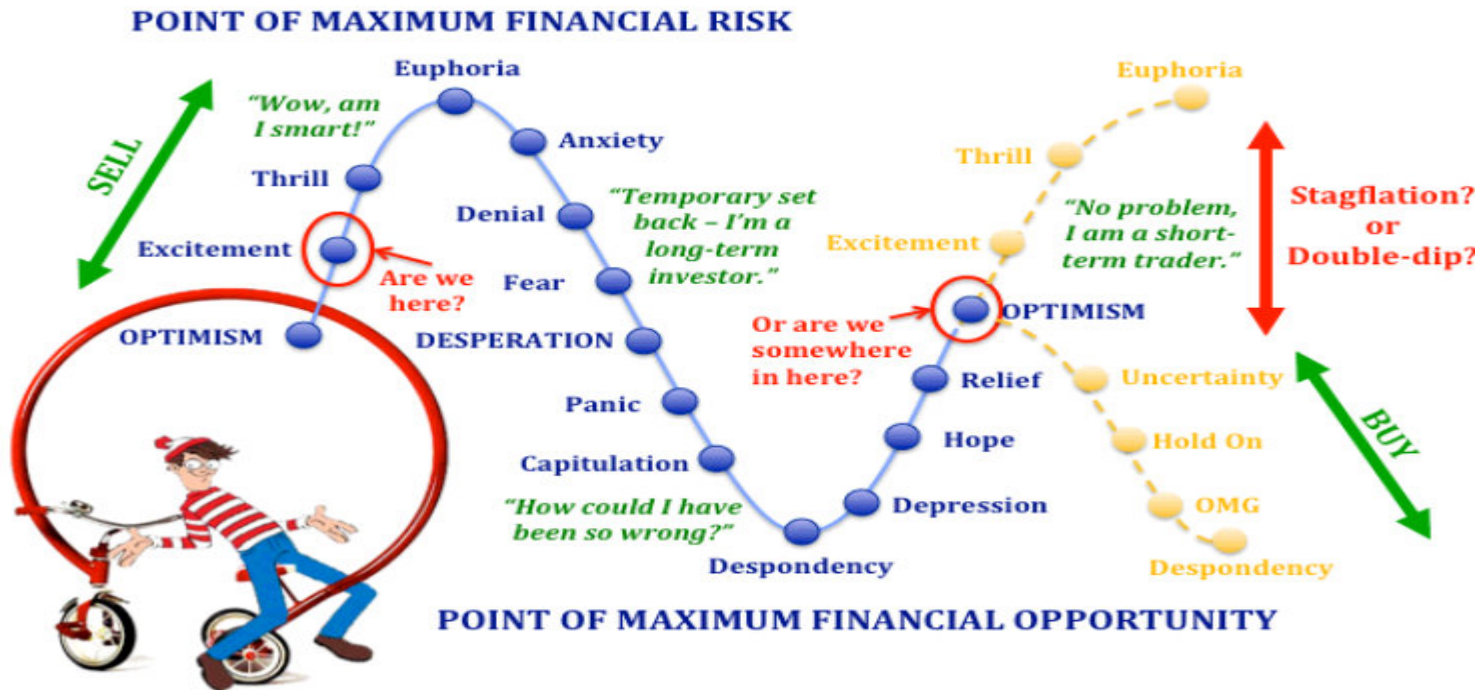 POINT OF MAXIMUM FINANCIAL RISK
SELL
Euphoria
"Wow, am
I smart!"
Thrill
Excitement
Are we
here?
OPTIMISM
Anxiety
Denial
"Temporary set
back – I'm a
long-term
investor."
Fear
DESPERATION
Panic
Capitulation
"How could I have
been so wrong?"
Despondency
Depression
Hope
Relief
Or are we
somewhere
in here?
OPTIMISM
Excitement
Thrill
Euphoria
"No problem,
I am a short-
term trader."
Stagflation?
or
Double-dip?
Uncertainty
Hold On
OMG
Despondency
BUY
POINT OF MAXIMUM FINANCIAL OPPORTUNITY